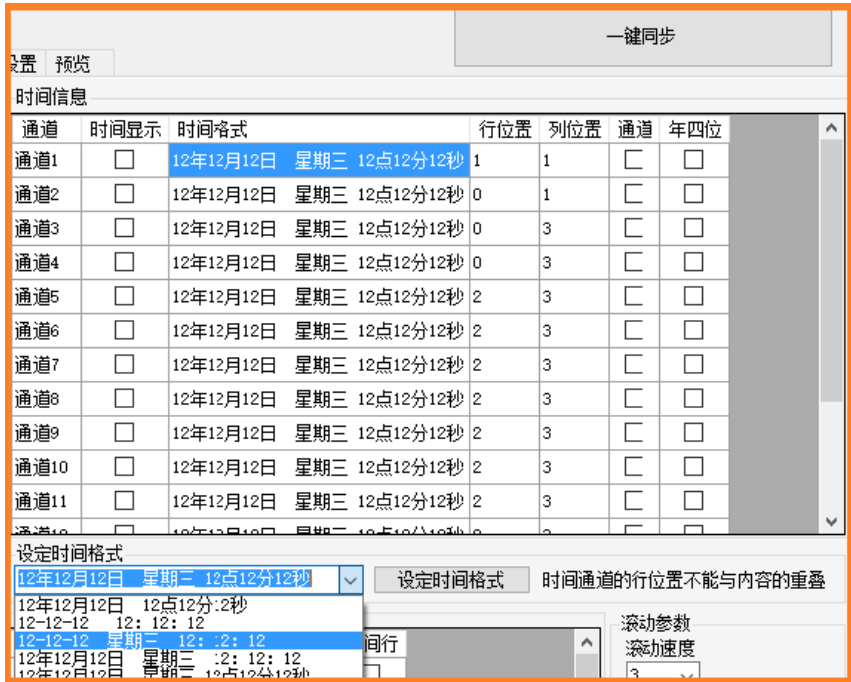 一键同步
设置 预览
时间信息
通道 时间显示 时间格式 行位置 列位置 通道 年四位
通道1 12年12月12日 星期三 12点12分12秒 1 1
通道2 12年12月12日 星期三 12点12分12秒 0 1
通道3 12年12月12日 星期三 12点12分12秒 0 3
通道4 12年12月12日 星期三 12点12分12秒 0 3
通道5 12年12月12日 星期三 12点12分12秒 2 3
通道6 12年12月12日 星期三 12点12分12秒 2 3
通道7 12年12月12日 星期三 12点12分12秒 2 3
通道8 12年12月12日 星期三 12点12分12秒 2 3
通道9 12年12月12日 星期三 12点12分12秒 2 3
通道10 12年12月12日 星期三 12点12分12秒 2 3
通道11 12年12月12日 星期三 12点12分12秒 2 3
设定时间格式
12年12月12日 星期三 12点12分12秒 设定时间格式 时间通道的行位置不能与内容的重叠
12年12月12日 12点12分12秒
12-12-12 12: 12: 12
滚动参数
12-12-12 星期三 12: 12: 12 间行 滚动速度
12年12月12日 星期三 12: 12: 12
12年12月12日 星期三 12点12分12秒 3